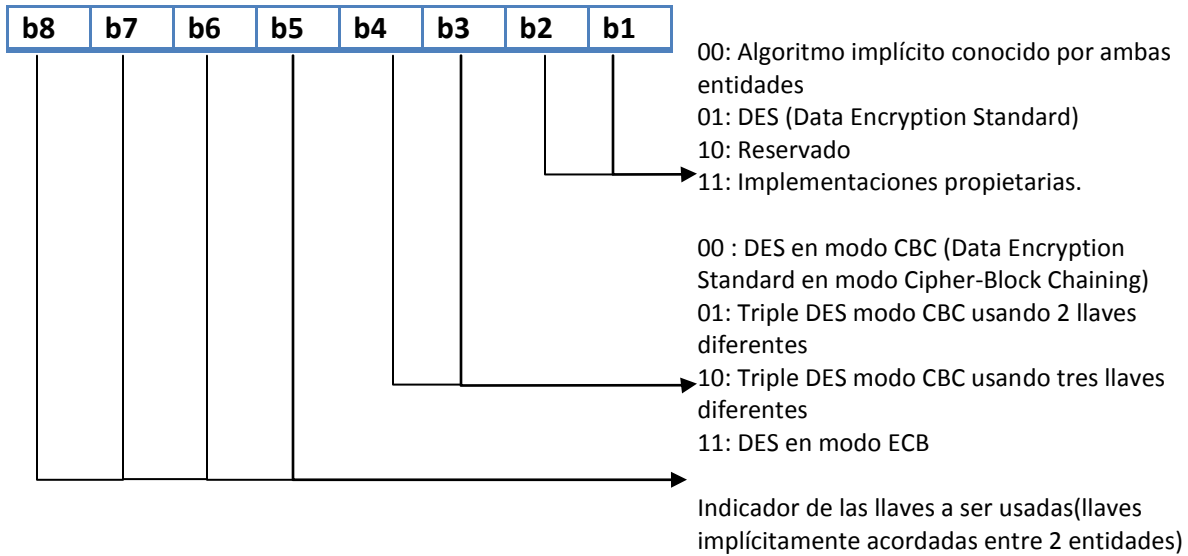 b8 b7 b6 b5 b4 b3 b2 b1
00: Algoritmo implícito conocido por ambas
entidades
01: DES (Data Encryption Standard)
10: Reservado
11: Implementaciones propietarias.
00 : DES en modo CBC (Data Encryption
Standard en modo Cipher-Block Chaining)
01: Triple DES modo CBC usando 2 llaves
diferentes
10: Triple DES modo CBC usando tres llaves
diferentes
11: DES en modo ECB
Indicador de las llaves a ser usadas(llaves
implícitamente acordadas entre 2 entidades)